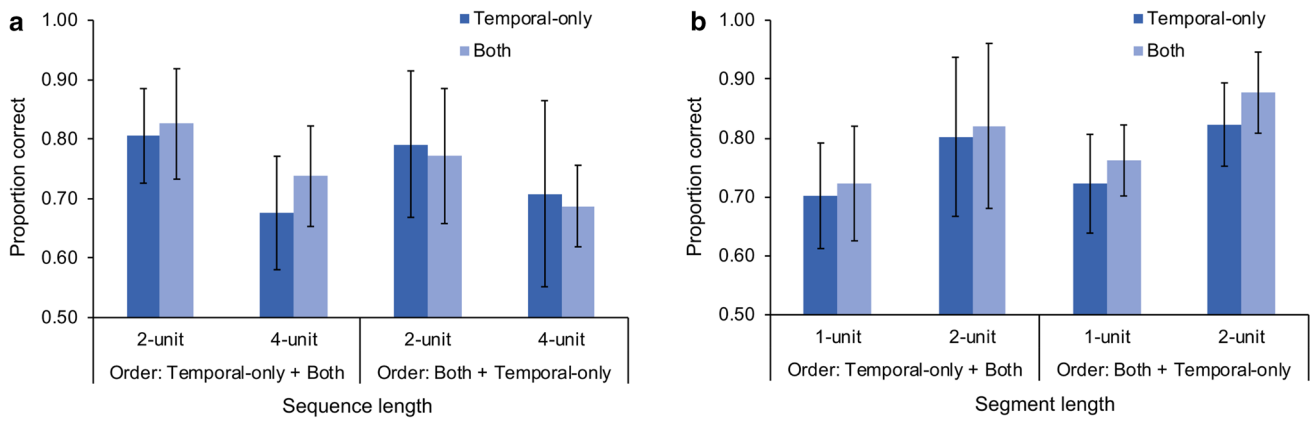 a
1.00
0.90
0.80
0.70
0.60
0.50
Proportion correct
Temporal-only
Both
2-unit 4-unit 2-unit 4-unit
Order: Temporal-only + Both Order: Both + Temporal-only
Sequence length
b
1.00
0.90
0.80
0.70
0.60
0.50
Proportion correct
Temporal-only
Both
1-unit 2-unit 1-unit 2-unit
Order: Temporal-only + Both Order: Both + Temporal-only
Segment length